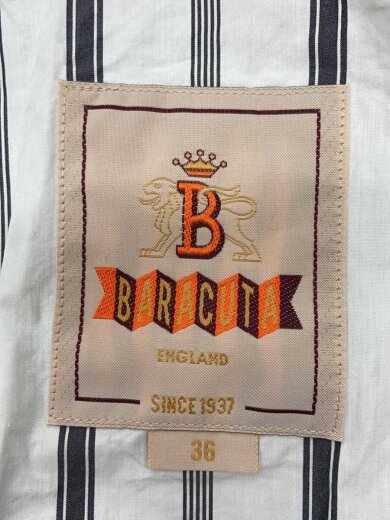 B
BARACUTA
ENGLAND
SINCE 1937
36